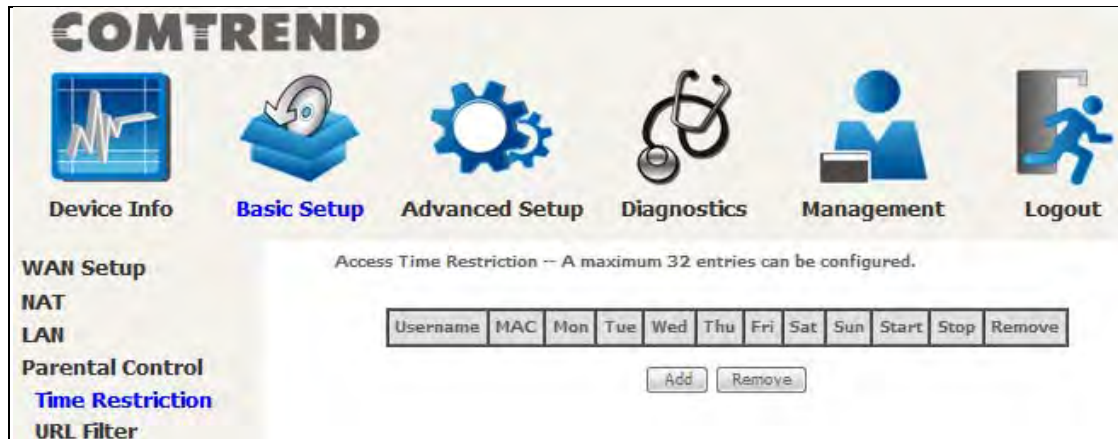 COMTREND
Device Info Basic Setup Advanced Setup Diagnostics Management Logout
WAN Setup
NAT
LAN
Parental Control
Time Restriction
URL Filter
Access Time Restriction -- A maximum 32 entries can be configured.
Username MAC Mon Tue Wed Thu Fri Sat Sun Start Stop Remove
Add Remove